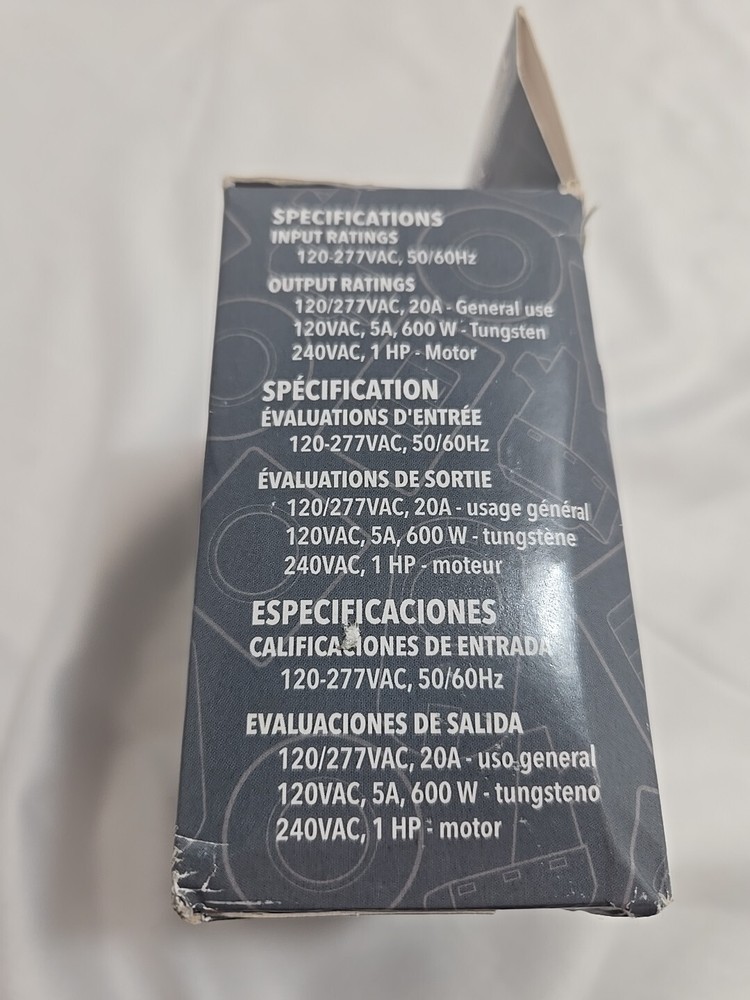 SPECIFICATIONS
INPUT RATINGS
120-277VAC, 50/60Hz
OUTPUT RATINGS
120/277VAC, 20A - General use
120VAC, 5A, 600 W - Tungsten
240VAC, 1 HP - Motor
SPÉCIFICATION
ÉVALUATIONS D'ENTRÉE
120-277VAC, 50/60Hz
ÉVALUATIONS DE SORTIE
120/277VAC, 20A - usage général
120VAC, 5A, 600 W - tungstène
240VAC, 1 HP - moteur
ESPECIFICACIONES
CALIFICACIONES DE ENTRADA
120-277VAC, 50/60Hz
EVALUACIONES DE SALIDA
120/277VAC, 20A - uso general
120VAC, 5A, 600 W - tungsteno
240VAC, 1 HP - motor